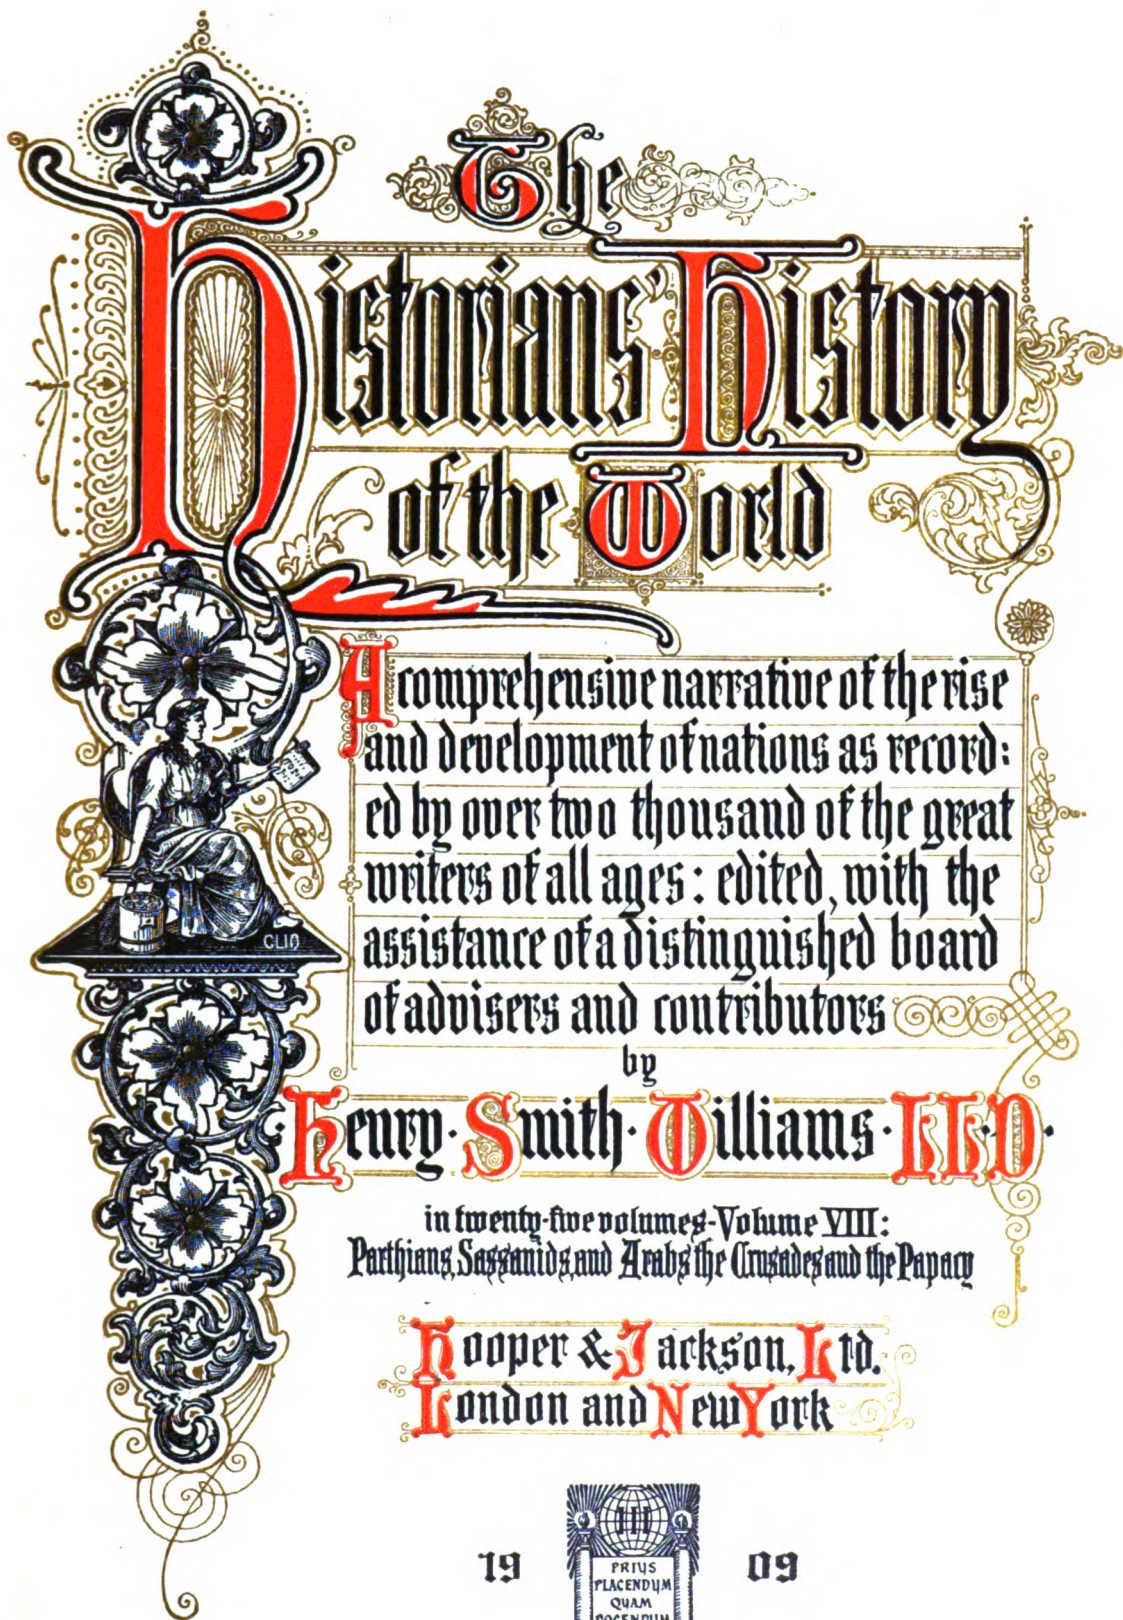 The
Historians' History
of the World
A comprehensive narrative of the rise
and development of nations as record:
ed by over two thousand of the great
writers of all ages: edited, with the
assistance of a distinguished board
of advisers and contributors
by
Henry · Smith · Williams · LL·D·
in twenty-five volumes-Volume VIII:
Parthians, Sassanids, and Arabs the Crusades and the Papacy
Hooper & Jackson, Ltd.
London and New York
CLIO
III
19 09
PRIUS
PLACENDUM
QUAM
DOCENDUM